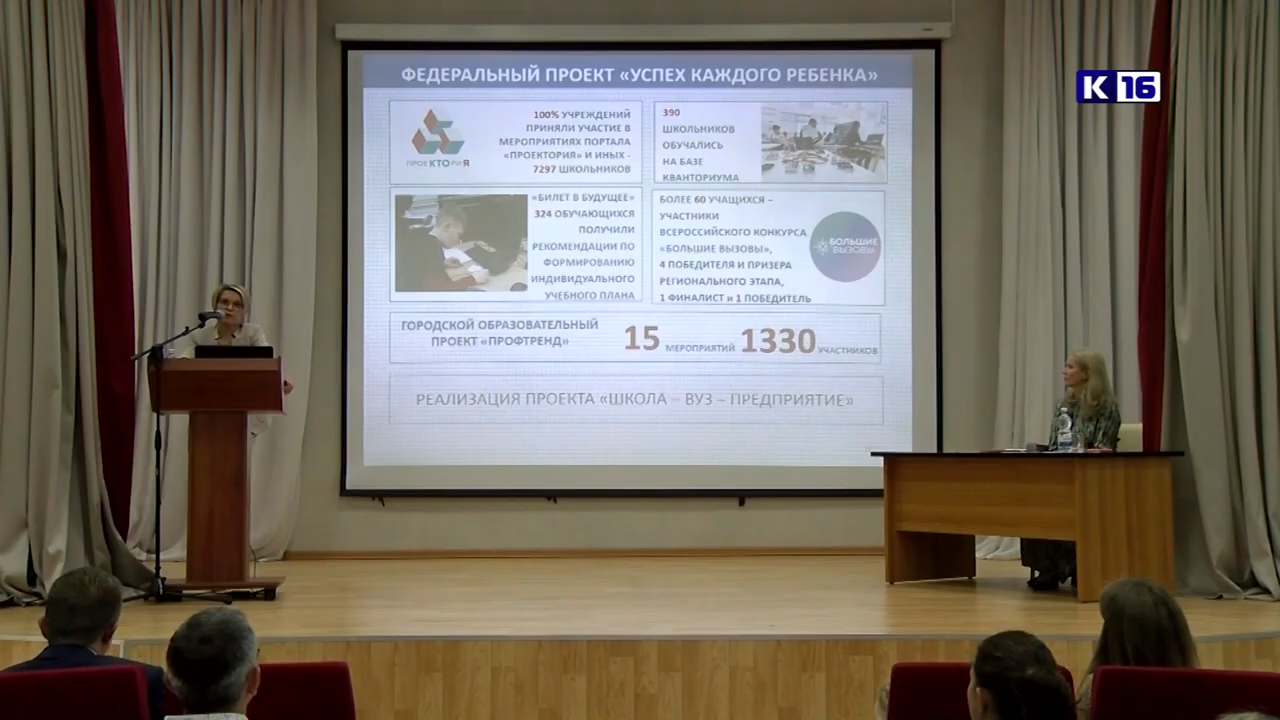 К 16
ФЕДЕРАЛЬНЫЙ ПРОЕКТ «УСПЕХ КАЖДОГО РЕБЕНКА»
ПРОЕКТОРИЯ
100% УЧРЕЖДЕНИЙ
ПРИНЯЛИ УЧАСТИЕ В
МЕРОПРИЯТИЯХ ПОРТАЛА
«ПРОЕКТОРИЯ» И ИНЫХ -
7297 ШКОЛЬНИКОВ
390
ШКОЛЬНИКОВ
ОБУЧАЛИСЬ
НА БАЗЕ
КВАНТОРИУМА
«БИЛЕТ В БУДУЩЕЕ»
324 ОБУЧАЮЩИХСЯ
ПОЛУЧИЛИ
РЕКОМЕНДАЦИИ ПО
ФОРМИРОВАНИЮ
ИНДИВИДУАЛЬНОГО
УЧЕБНОГО ПЛАНА
БОЛЕЕ 60 УЧАЩИХСЯ –
УЧАСТНИКИ
ВСЕРОССИЙСКОГО КОНКУРСА
«БОЛЬШИЕ ВЫЗОВЫ»,
4 ПОБЕДИТЕЛЯ И ПРИЗЕРА
РЕГИОНАЛЬНОГО ЭТАПА,
1 ФИНАЛИСТ и 1 ПОБЕДИТЕЛЬ
БОЛЬШИЕ
ВЫЗОВЫ
ГОРОДСКОЙ ОБРАЗОВАТЕЛЬНЫЙ
ПРОЕКТ «ПРОФТРЕНД»
15 МЕРОПРИЯТИЙ 1330 УЧАСТНИКОВ
РЕАЛИЗАЦИЯ ПРОЕКТА «ШКОЛА – ВУЗ – ПРЕДПРИЯТИЕ»